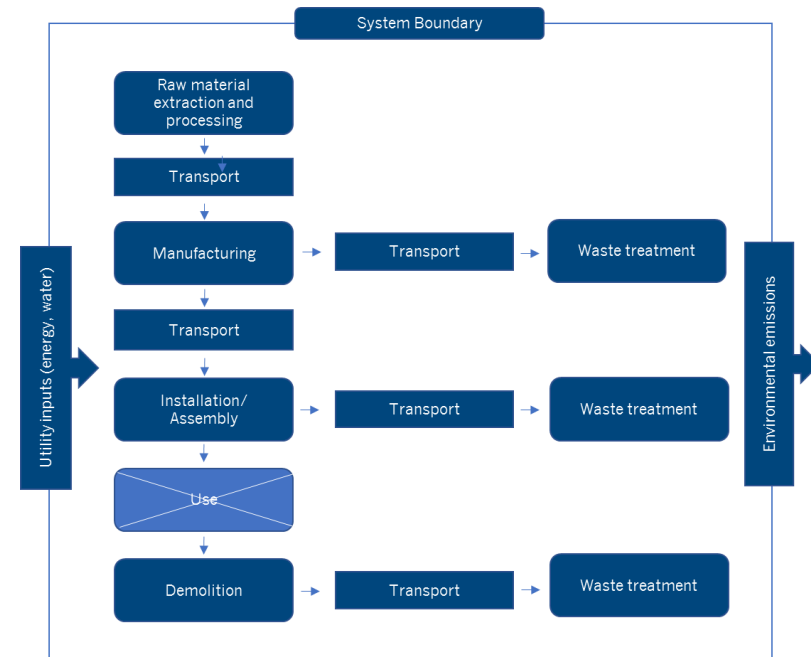 System Boundary
Raw material
extraction and
processing
Transport
Manufacturing
Transport
Waste treatment
Transport
Installation/
Assembly
Transport
Waste treatment
Use
Demolition
Transport
Waste treatment
Utility inputs (energy, water)
Environmental emissions